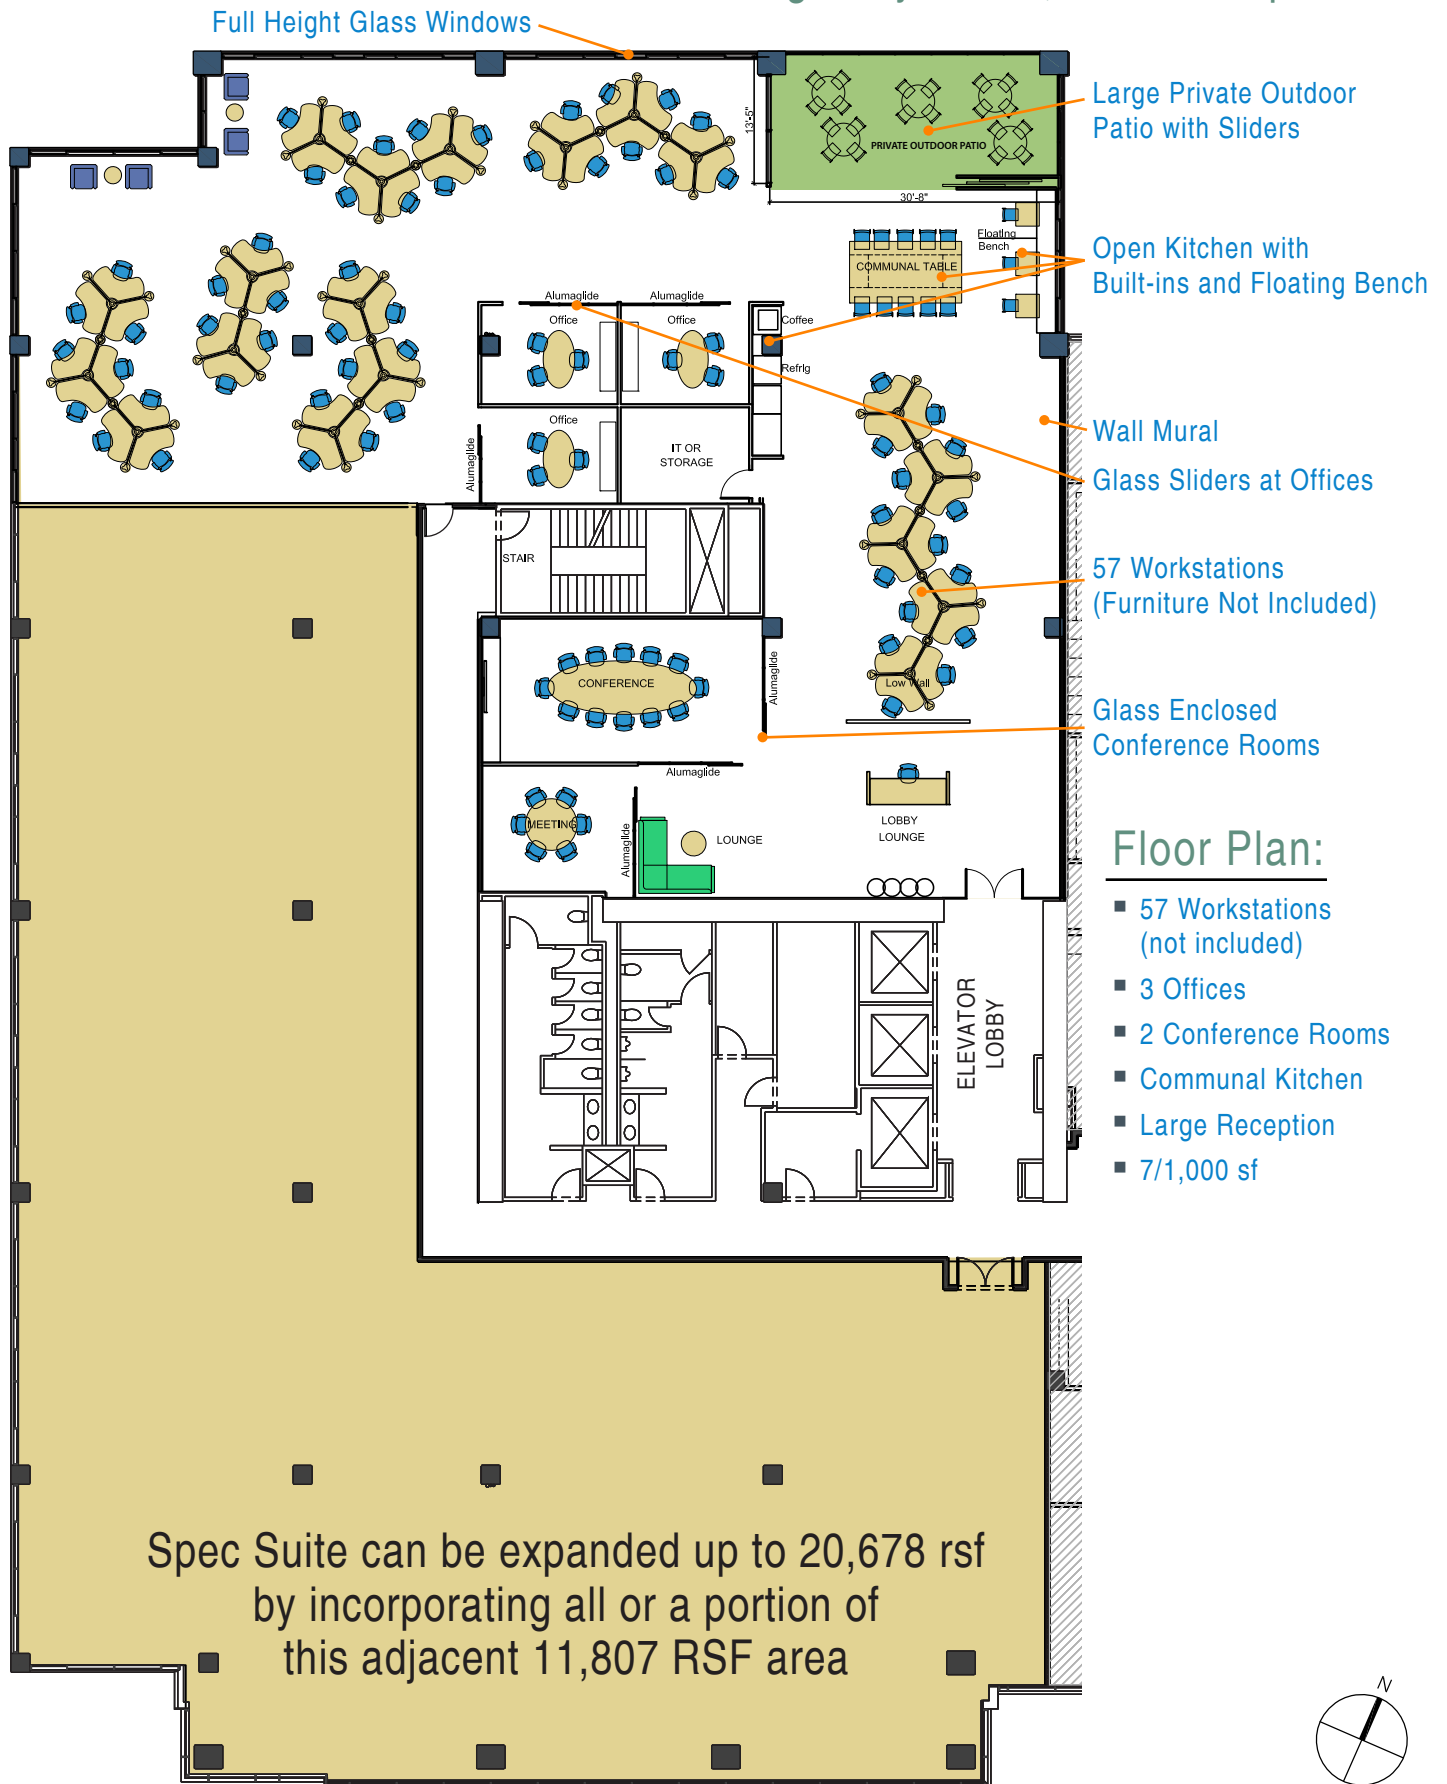 Full Height Glass Windows
Large Private Outdoor
Patio with Sliders
13'-5"
PRIVATE OUTDOOR PATIO
30'-8"
Floating
Bench
COMMUNAL TABLE
Open Kitchen with
Built-ins and Floating Bench
Alumaglide
Alumaglide
Office
Office
Coffee
Refrig
Office
Alumaglide
IT OR
STORAGE
Wall Mural
Glass Sliders at Offices
STAIR
57 Workstations
(Furniture Not Included)
CONFERENCE
Alumaglide
Low Wall
Glass Enclosed
Conference Rooms
Alumaglide
MEETING
Alumaglide
LOUNGE
LOBBY
LOUNGE
Floor Plan:
57 Workstations
(not included)
3 Offices
2 Conference Rooms
Communal Kitchen
Large Reception
7/1,000 sf
ELEVATOR
LOBBY
Spec Suite can be expanded up to 20,678 rsf
by incorporating all or a portion of
this adjacent 11,807 RSF area
N